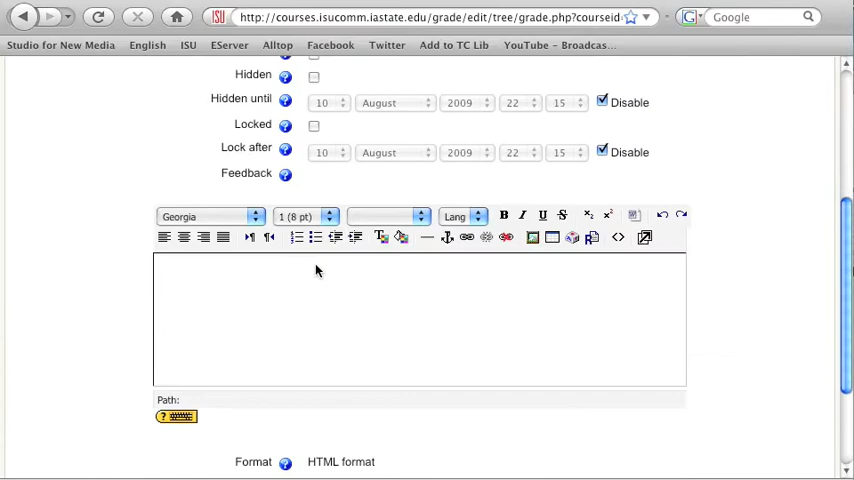 http://courses.isucomm.iastate.edu/grade/edit/tree/grade.php?courseid
Google
Studio for New Media English ISU EServer Alltop Facebook Twitter Add to TC Lib YouTube - Broadcas...
Hidden
Hidden until 10 August 2009 22 15 Disable
Locked
Lock after 10 August 2009 22 15 Disable
Feedback
Georgia 1 (8 pt) Lang B I U S
Path:
Format HTML format